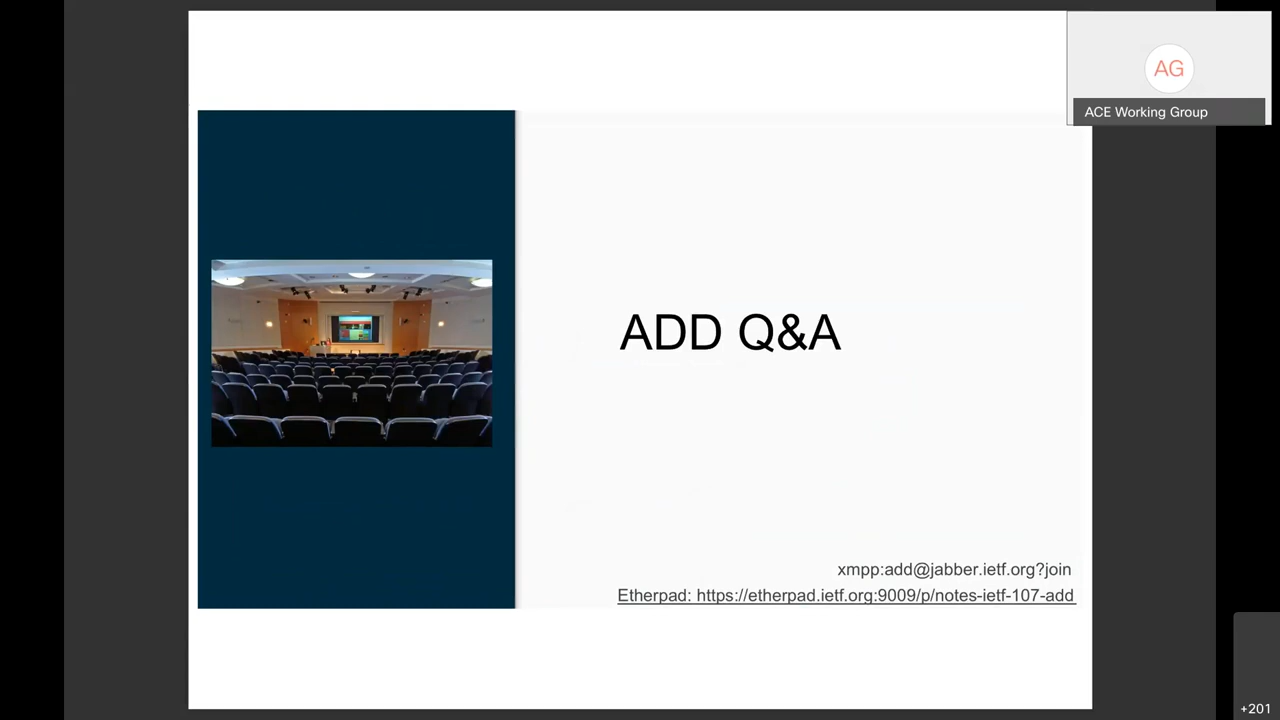 AG
ACE Working Group
ADD Q&A
xmpp:add@jabber.ietf.org?join
Etherpad: https://etherpad.ietf.org:9009/p/notes-ietf-107-add
+201